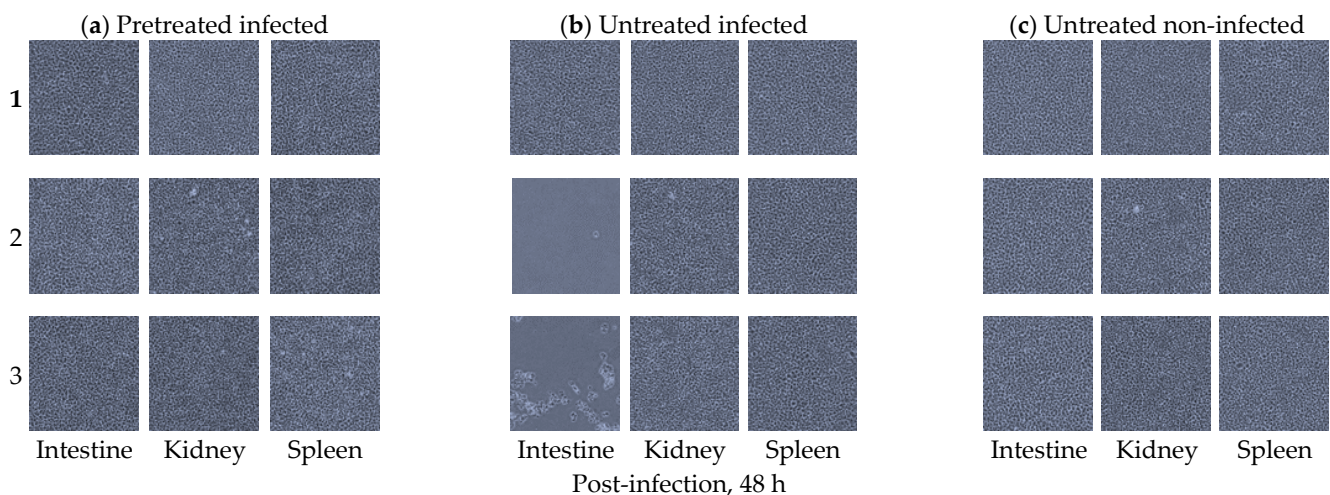 (a) Pretreated infected (b) Untreated infected (c) Untreated non-infected
1
2
3
Intestine Kidney Spleen Intestine Kidney Spleen Intestine Kidney Spleen
Post-infection, 48 h